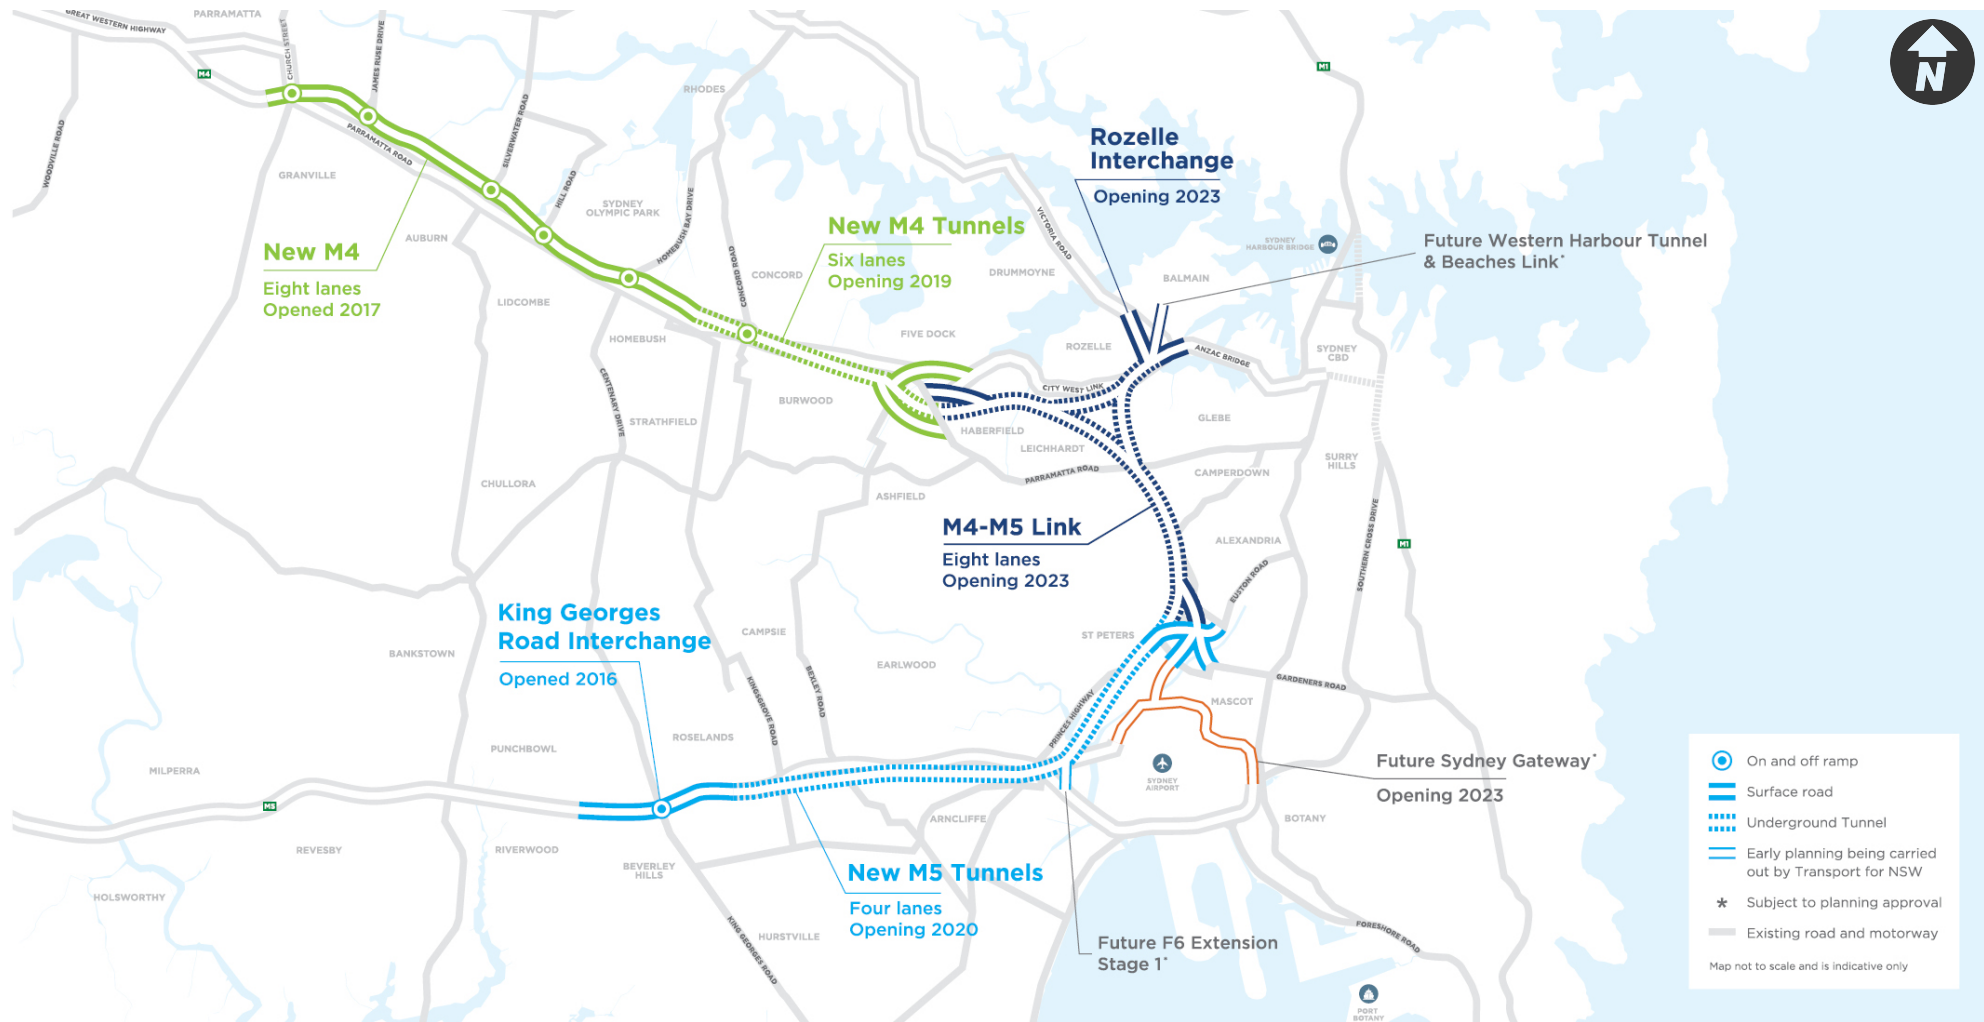 PARRAMATTA
GREAT WESTERN HIGHWAY
CHURCH STREET
JAMES RUSE DRIVE
M4
M1
N
RHODES
SILVERWATER ROAD
WOODVILLE ROAD
PARRAMATTA ROAD
GRANVILLE
HILL ROAD
SYDNEY
OLYMPIC PARK
HOMEBUSH BAY DRIVE
AUBURN
New M4
Eight lanes
Opened 2017
LIDCOMBE
HOMEBUSH
CONCORD ROAD
CONCORD
New M4 Tunnels
Six lanes
Opening 2019
DRUMMOYNE
VICTORIA ROAD
Rozelle
Interchange
Opening 2023
SYDNEY
HARBOUR BRIDGE
Future Western Harbour Tunnel
& Beaches Link*
BALMAIN
FIVE DOCK
ROZELLE
ANZAC BRIDGE
SYDNEY
CBD
CITY WEST LINK
CENTENARY DRIVE
STRATHFIELD
BURWOOD
HABERFIELD
LEICHHARDT
GLEBE
PARRAMATTA ROAD
CAMPERDOWN
SURRY
HILLS
CHULLORA
ASHFIELD
M4-M5 Link
Eight lanes
Opening 2023
ALEXANDRIA
EUSTON ROAD
SOUTHERN CROSS DRIVE
M1
King Georges
Road Interchange
Opened 2016
CAMPSIE
ST PETERS
BANKSTOWN
EARLWOOD
BEXLEY ROAD
KINGSGROVE ROAD
PRINCES HIGHWAY
GARDENERS ROAD
MASCOT
ROSELANDS
PUNCHBOWL
MILPERRA
M5
SYDNEY
AIRPORT
Future Sydney Gateway*
Opening 2023
BOTANY
ARNCLIFFE
REVESBY
RIVERWOOD
BEVERLEY
HILLS
HOLSWORTHY
New M5 Tunnels
Four lanes
Opening 2020
KING GEORGES ROAD
HURSTVILLE
Future F6 Extension
Stage 1*
FORESHORE ROAD
PORT
BOTANY
On and off ramp
Surface road
Underground Tunnel
Early planning being carried
out by Transport for NSW
* Subject to planning approval
Existing road and motorway
Map not to scale and is indicative only